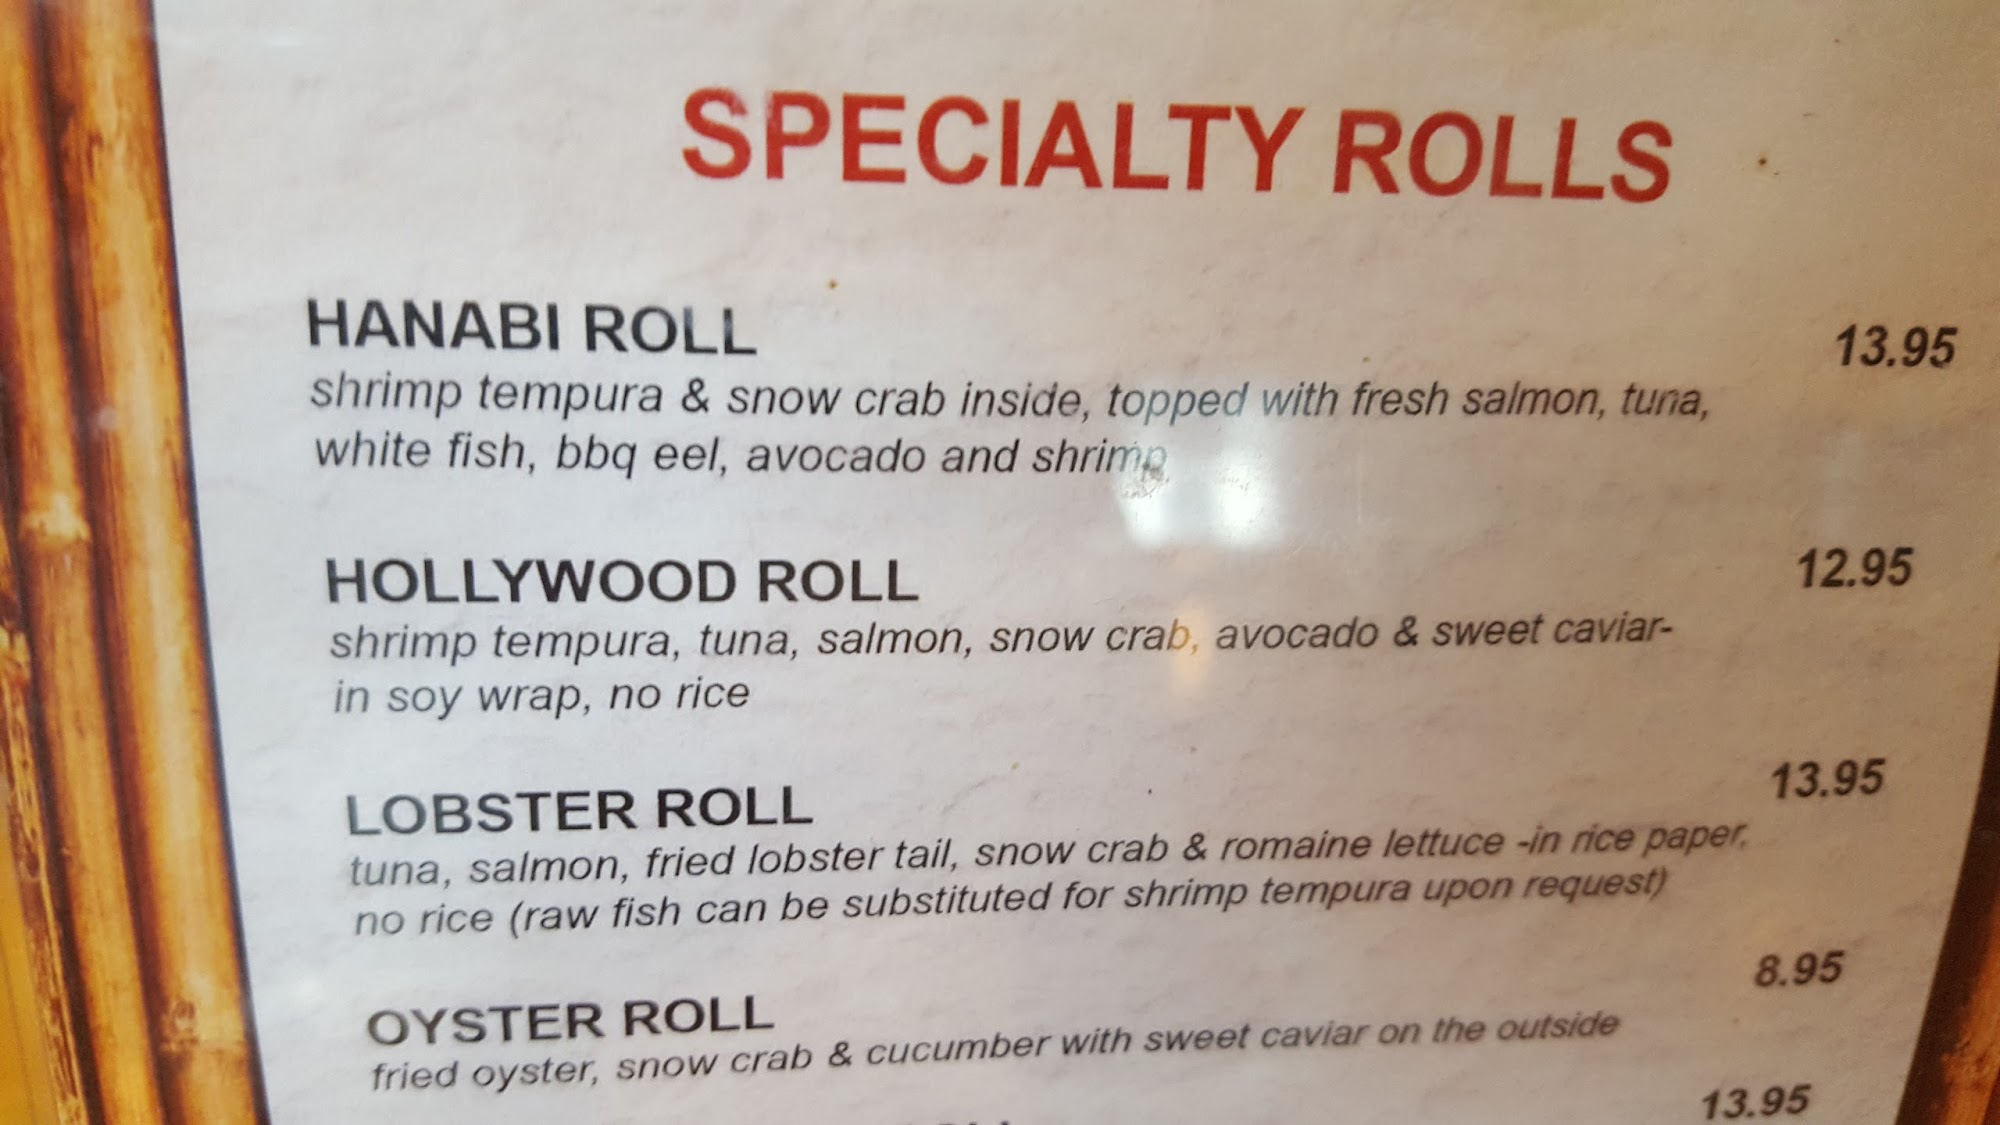 SPECIALTY ROLLS
HANABI ROLL 13.95
shrimp tempura & snow crab inside, topped with fresh salmon, tuna,
white fish, bbq eel, avocado and shrimp
HOLLYWOOD ROLL 12.95
shrimp tempura, tuna, salmon, snow crab, avocado & sweet caviar-
in soy wrap, no rice
LOBSTER ROLL 13.95
tuna, salmon, fried lobster tail, snow crab & romaine lettuce -in rice paper,
no rice (raw fish can be substituted for shrimp tempura upon request)
OYSTER ROLL 8.95
fried oyster, snow crab & cucumber with sweet caviar on the outside
13.95